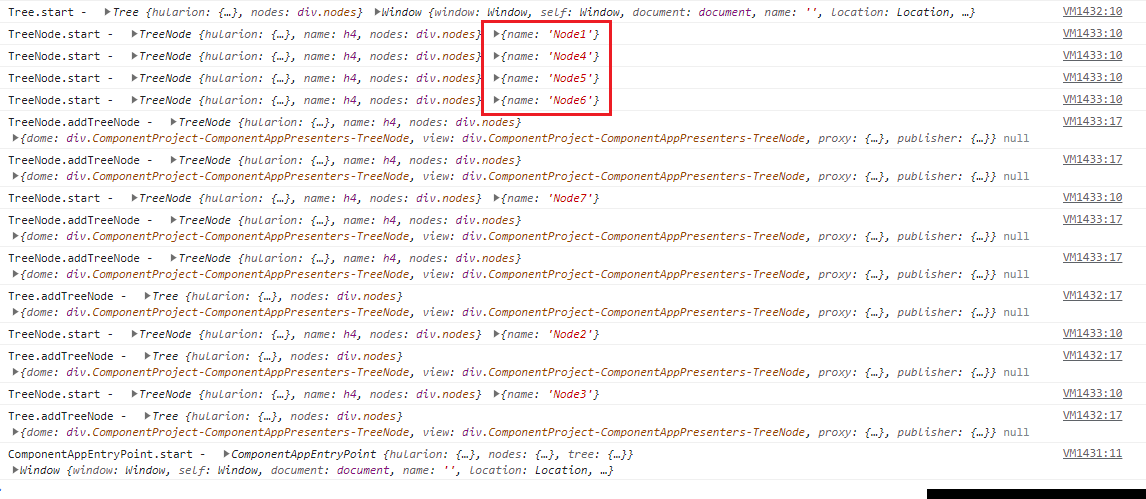 Tree.start -  ▶Tree {hularion: {…}, nodes: div.nodes} ▶Window {window: Window, self: Window, document: document, name: '', location: Location, …} VM1432:10
TreeNode.start -  ▶TreeNode {hularion: {…}, name: h4, nodes: div.nodes} ▶{name: 'Node1'} VM1433:10
TreeNode.start -  ▶TreeNode {hularion: {…}, name: h4, nodes: div.nodes} ▶{name: 'Node4'} VM1433:10
TreeNode.start -  ▶TreeNode {hularion: {…}, name: h4, nodes: div.nodes} ▶{name: 'Node5'} VM1433:10
TreeNode.start -  ▶TreeNode {hularion: {…}, name: h4, nodes: div.nodes} ▶{name: 'Node6'} VM1433:10
TreeNode.addTreeNode -  ▶TreeNode {hularion: {…}, name: h4, nodes: div.nodes} VM1433:17
▶{dome: div.ComponentProject-ComponentAppPresenters-TreeNode, view: div.ComponentProject-ComponentAppPresenters-TreeNode, proxy: {…}, publisher: {…}} null
TreeNode.addTreeNode -  ▶TreeNode {hularion: {…}, name: h4, nodes: div.nodes} VM1433:17
▶{dome: div.ComponentProject-ComponentAppPresenters-TreeNode, view: div.ComponentProject-ComponentAppPresenters-TreeNode, proxy: {…}, publisher: {…}} null
TreeNode.start -  ▶TreeNode {hularion: {…}, name: h4, nodes: div.nodes} ▶{name: 'Node7'} VM1433:10
TreeNode.addTreeNode -  ▶TreeNode {hularion: {…}, name: h4, nodes: div.nodes} VM1433:17
▶{dome: div.ComponentProject-ComponentAppPresenters-TreeNode, view: div.ComponentProject-ComponentAppPresenters-TreeNode, proxy: {…}, publisher: {…}} null
TreeNode.addTreeNode -  ▶TreeNode {hularion: {…}, name: h4, nodes: div.nodes} VM1433:17
▶{dome: div.ComponentProject-ComponentAppPresenters-TreeNode, view: div.ComponentProject-ComponentAppPresenters-TreeNode, proxy: {…}, publisher: {…}} null
Tree.addTreeNode -  ▶Tree {hularion: {…}, nodes: div.nodes} VM1432:17
▶{dome: div.ComponentProject-ComponentAppPresenters-TreeNode, view: div.ComponentProject-ComponentAppPresenters-TreeNode, proxy: {…}, publisher: {…}} null
TreeNode.start -  ▶TreeNode {hularion: {…}, name: h4, nodes: div.nodes} ▶{name: 'Node2'} VM1433:10
Tree.addTreeNode -  ▶Tree {hularion: {…}, nodes: div.nodes} VM1432:17
▶{dome: div.ComponentProject-ComponentAppPresenters-TreeNode, view: div.ComponentProject-ComponentAppPresenters-TreeNode, proxy: {…}, publisher: {…}} null
TreeNode.start -  ▶TreeNode {hularion: {…}, name: h4, nodes: div.nodes} ▶{name: 'Node3'} VM1433:10
Tree.addTreeNode -  ▶Tree {hularion: {…}, nodes: div.nodes} VM1432:17
▶{dome: div.ComponentProject-ComponentAppPresenters-TreeNode, view: div.ComponentProject-ComponentAppPresenters-TreeNode, proxy: {…}, publisher: {…}} null
ComponentAppEntryPoint.start -  ▶ComponentAppEntryPoint {hularion: {…}, nodes: {…}, tree: {…}} VM1431:11
▶Window {window: Window, self: Window, document: document, name: '', location: Location, …}